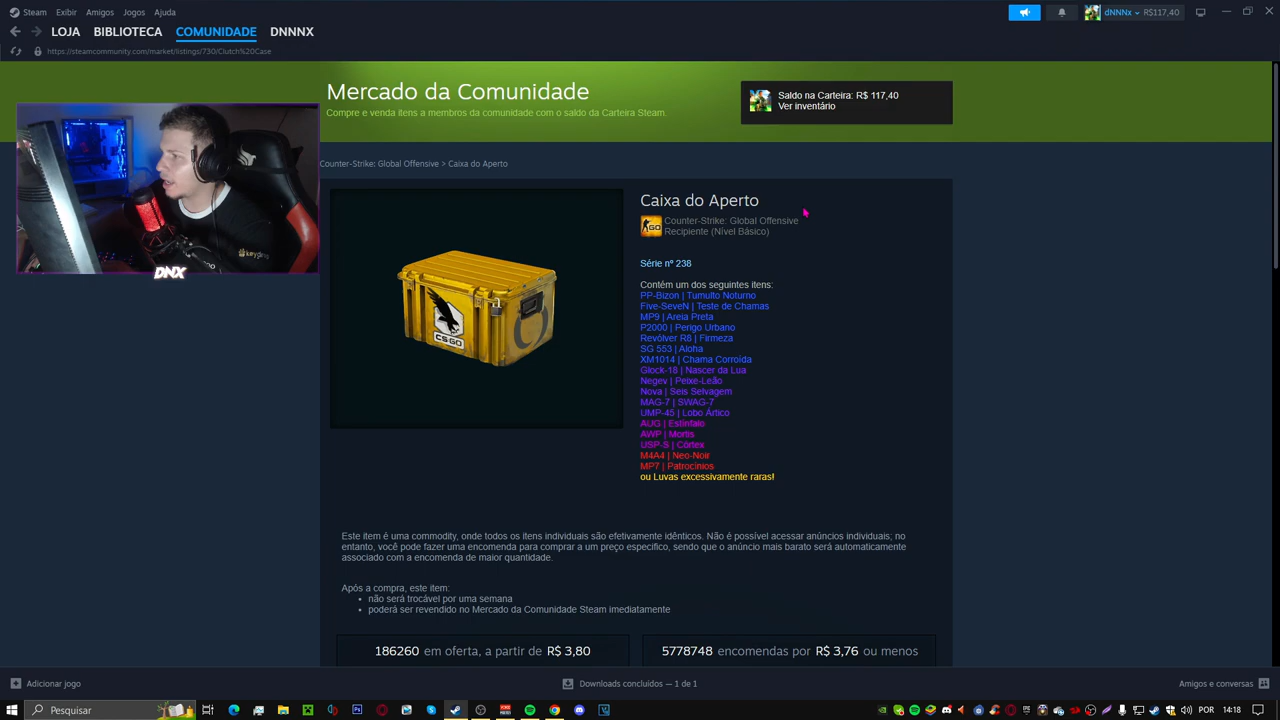 Steam Exibir Amigos Jogos Ajuda
dNNNx R$117,40
LOJA BIBLIOTECA COMUNIDADE DNNNX
https://steamcommunity.com/market/listings/730/Clutch%20Case
Mercado da Comunidade
Compre e venda itens a membros da comunidade com o saldo da Carteira Steam.
Saldo na Carteira: R$ 117,40
Ver inventário
Counter-Strike: Global Offensive > Caixa do Aperto
Caixa do Aperto
Counter-Strike: Global Offensive
Recipiente (Nível Básico)
Série nº 238
Contém um dos seguintes itens:
PP-Bizon | Tumulto Noturno
Five-SeveN | Teste de Chamas
MP9 | Areia Preta
P2000 | Perigo Urbano
Revólver R8 | Firmeza
SG 553 | Aloha
XM1014 | Chama Corroída
Glock-18 | Nascer da Lua
Negev | Peixe-Leão
Nova | Seis Selvagem
MAG-7 | SWAG-7
UMP-45 | Lobo Ártico
AUG | Estínfalo
AWP | Mortis
USP-S | Córtex
M4A4 | Neo-Noir
MP7 | Patrocínios
ou Luvas excessivamente raras!
CS:GO
keydrop
DNX
Este item é uma commodity, onde todos os itens individuais são efetivamente idênticos. Não é possível acessar anúncios individuais; no
entanto, você pode fazer uma encomenda para comprar a um preço específico, sendo que o anúncio mais barato será automaticamente
associado com a encomenda de maior quantidade.
Após a compra, este item:
• não será trocável por uma semana
• poderá ser revendido no Mercado da Comunidade Steam imediatamente
186260 em oferta, a partir de R$ 3,80
5778748 encomendas por R$ 3,76 ou menos
Adicionar jogo
Downloads concluídos — 1 de 1
Amigos e conversas
Pesquisar
POR 14:18